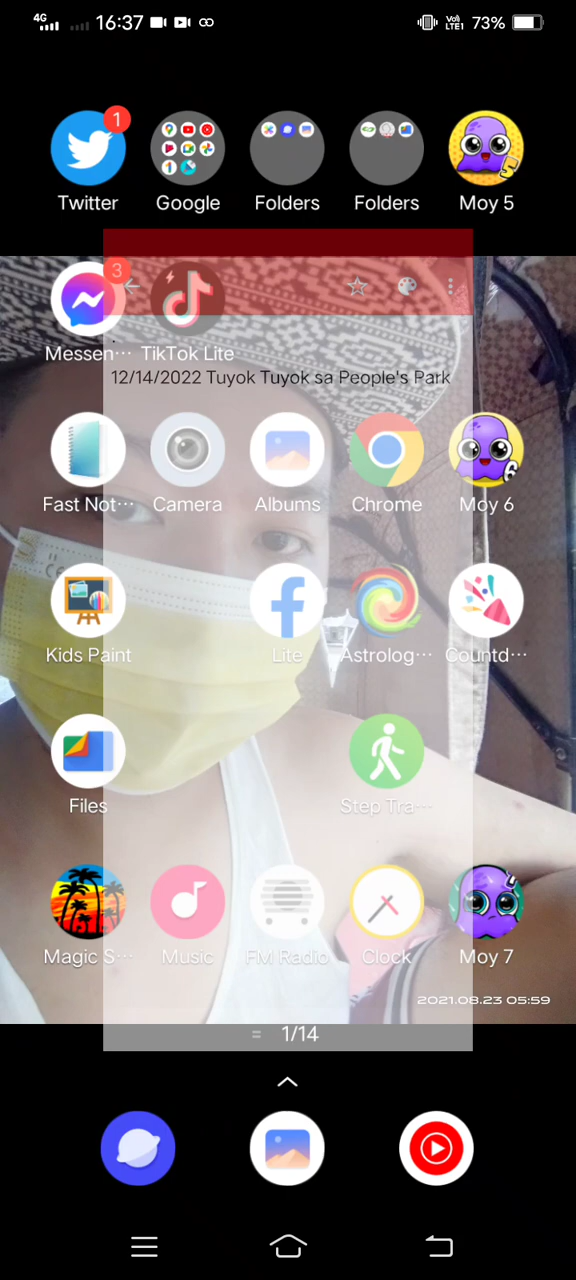 4G 16:37 Voli LTE1 73%
1
Twitter Google Folders Folders Moy 5
3
Messen··· TikTok Lite
12/14/2022 Tuyok Tuyok sa People's Park
Fast Not··· Camera Albums Chrome Moy 6
Kids Paint Lite Astrolog··· Countd···
Files Step Tra···
Magic S··· Music FM Radio Clock Moy 7
2021.08.23 05:59
= 1/14